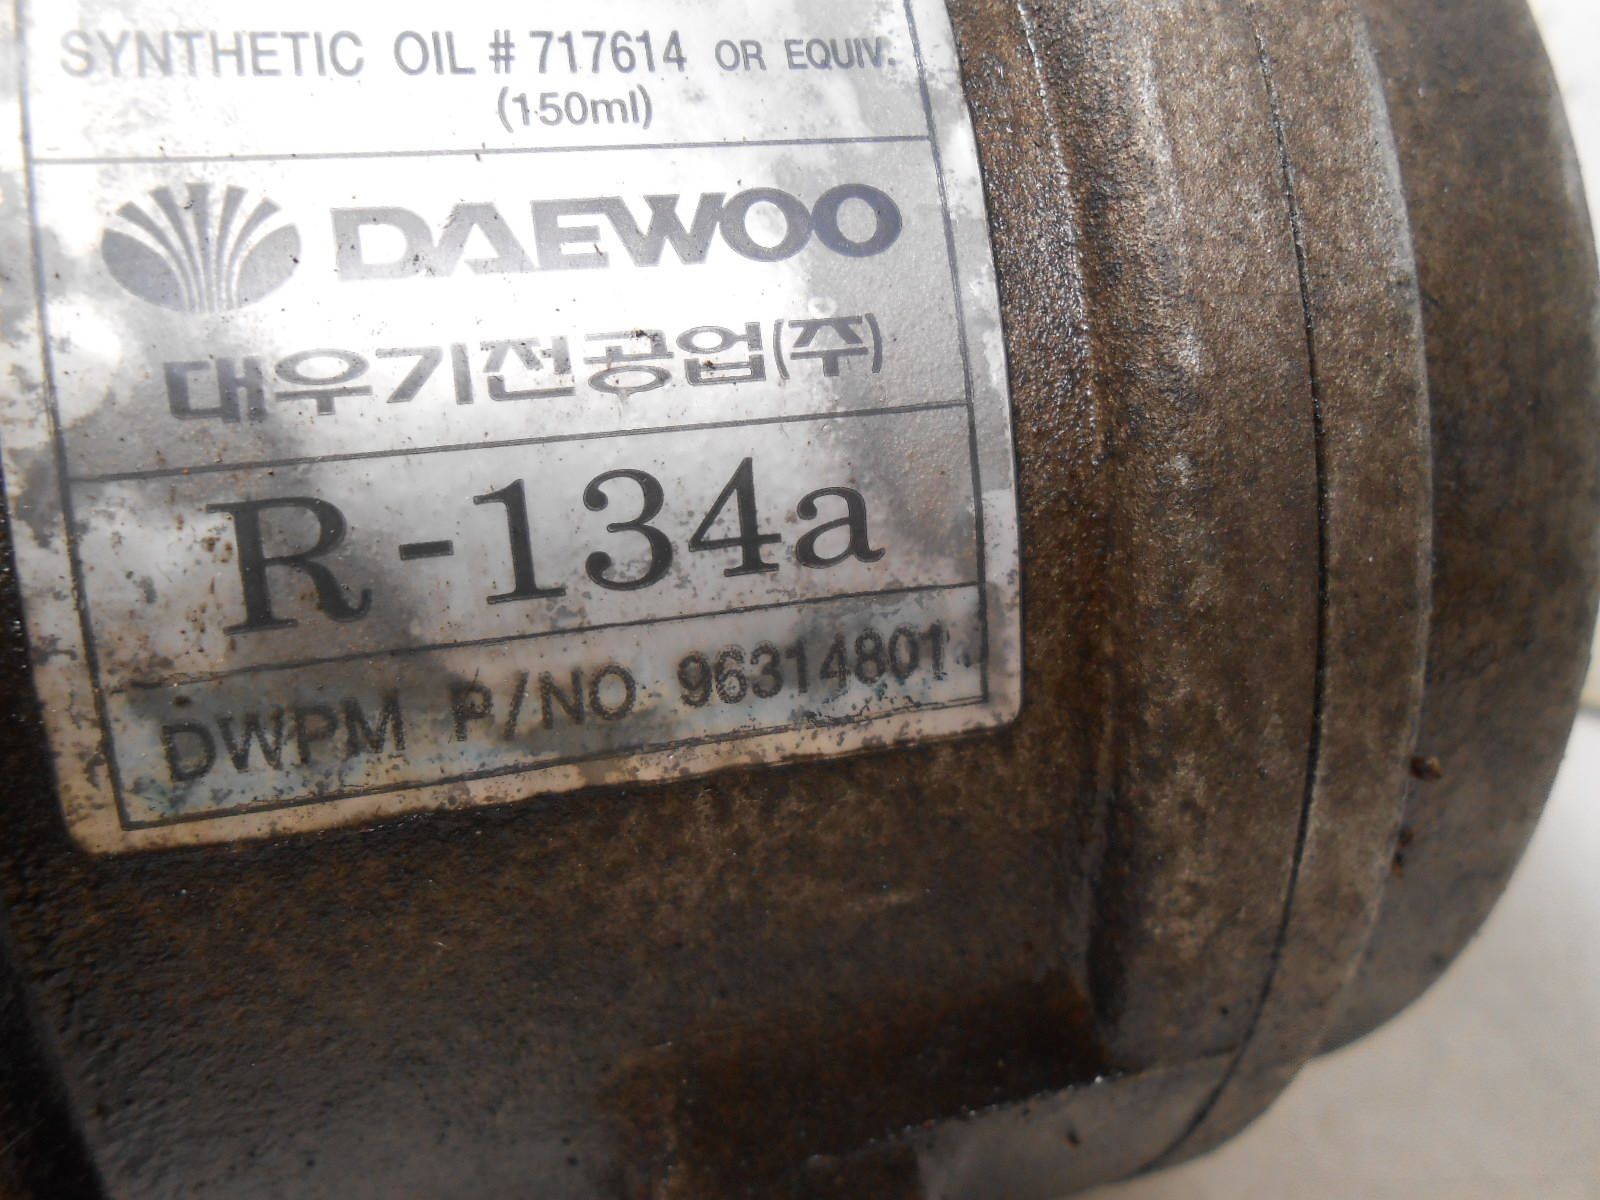 SYNTHETIC OIL # 717614 OR EQUIV.
(150ml)
DAEWOO
대우기전공업(주)
R-134a
DWPM P/NO 96314801